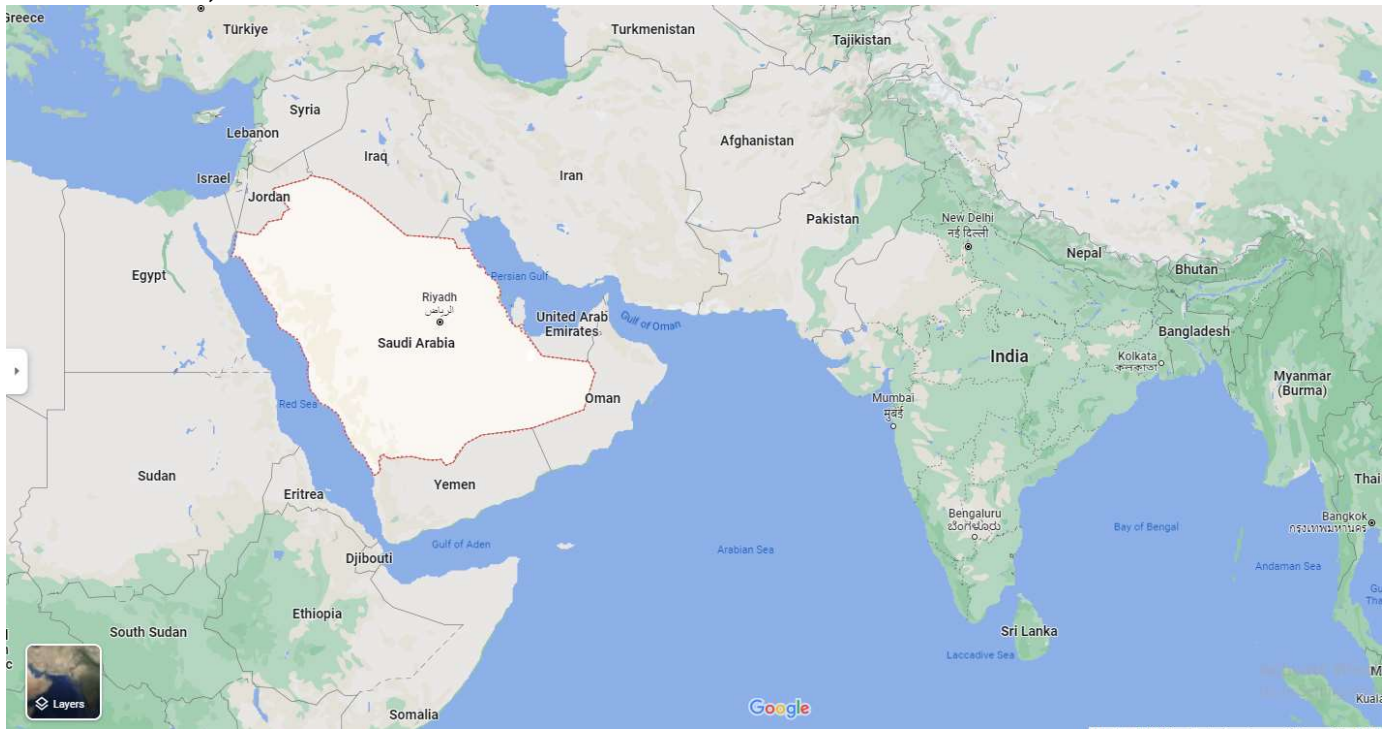 Greece
Türkiye
Turkmenistan
Tajikistan
Syria
Lebanon
Afghanistan
Iraq
Iran
Israel
Jordan
Pakistan
New Delhi
नई दिल्ली
Nepal
Bhutan
Egypt
Persian Gulf
Riyadh
الرياض
United Arab
Emirates
Gulf of Oman
Bangladesh
Saudi Arabia
India
Kolkata
Myanmar
(Burma)
Oman
Mumbai
मुंबई
Red Sea
Sudan
Yemen
Thai
Eritrea
Bengaluru
ಬೆಂಗಳೂರು
Bangkok
กรุงเทพมหานคร
Bay of Bengal
Gulf of Aden
Arabian Sea
Djibouti
Andaman Sea
Gu
Tha
Ethiopia
South Sudan
Sri Lanka
Laccadive Sea
Layers
Google
Kuala
Somalia